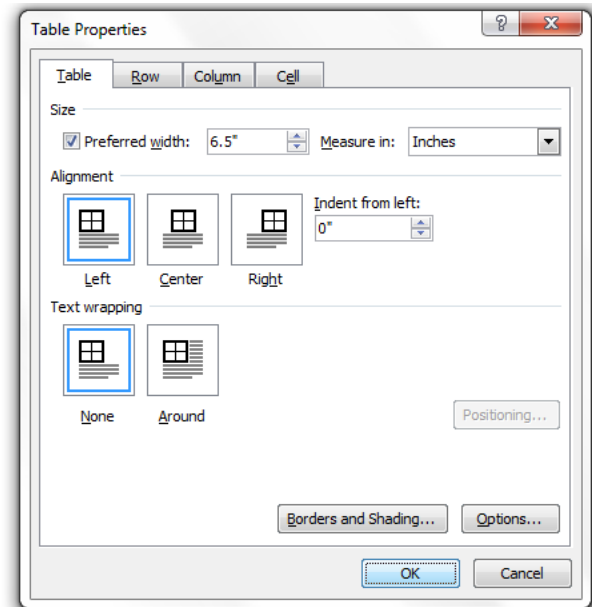 Table Properties
?
Table Row Column Cell
Size
Preferred width: 6.5" Measure in: Inches
Alignment
Indent from left:
0"
Left Center Right
Text wrapping
None Around
Positioning...
Borders and Shading... Options...
OK Cancel